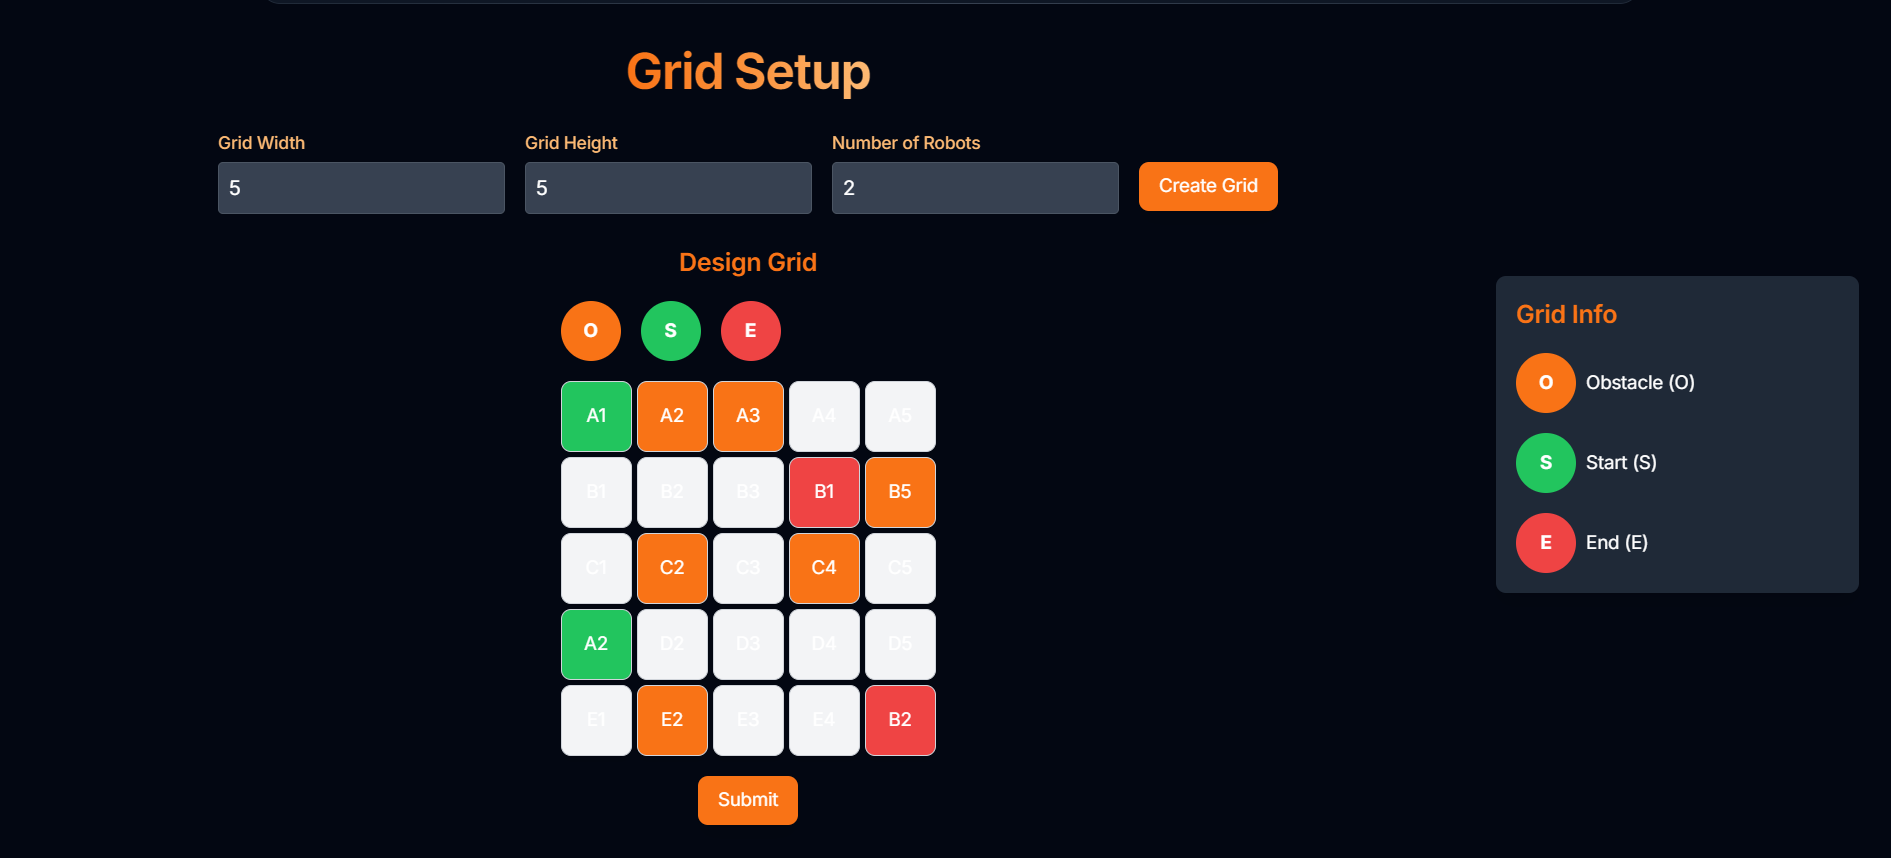 Grid Setup
Grid Width
Grid Height
Number of Robots
5
5
2
Create Grid
Design Grid
O S E
A1 A2 A3 A4 A5
B1 B2 B3 B1 B5
C1 C2 C3 C4 C5
A2 D2 D3 D4 D5
E1 E2 E3 E4 B2
Submit
Grid Info
O Obstacle (O)
S Start (S)
E End (E)